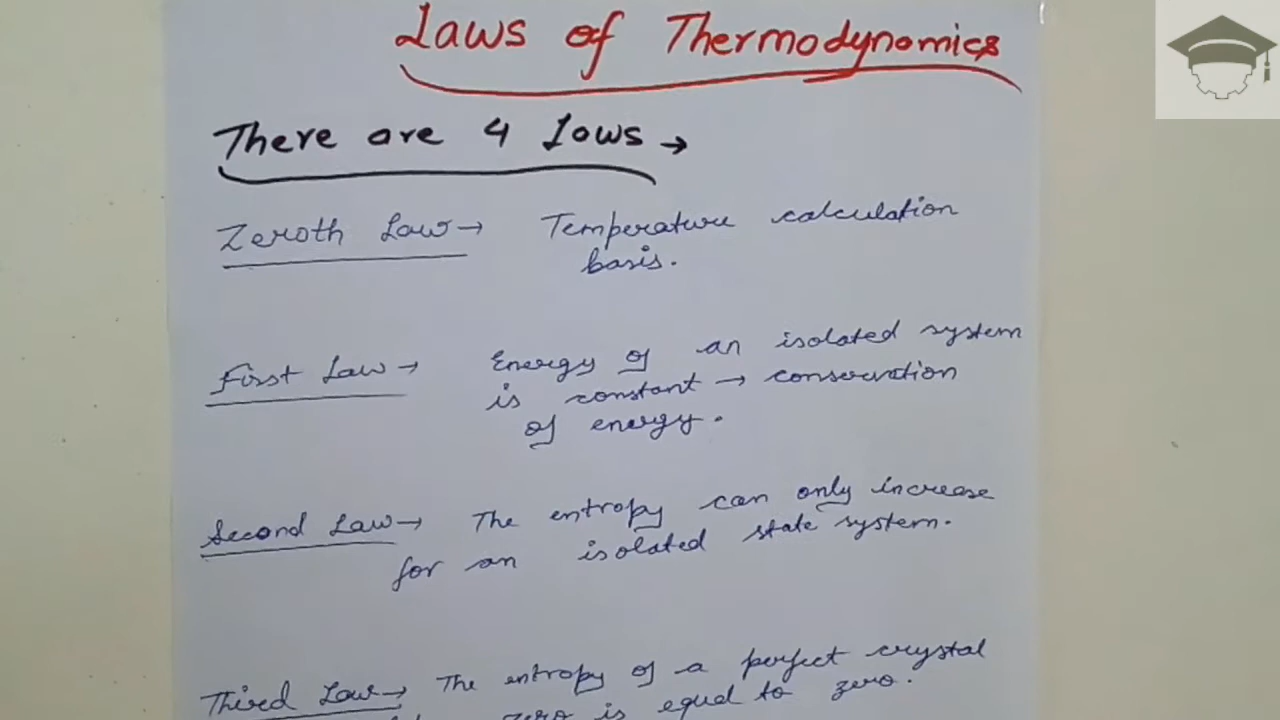 Laws of Thermodynamics
There are 4 Laws →
Zeroth Law → Temperature calculation
basis.
First Law → Energy of an isolated system
is constant → conservation
of energy.
Second Law → The entropy can only increase
for an isolated state system.
Third Law → The entropy of a perfect crystal
zero is equal to zero.